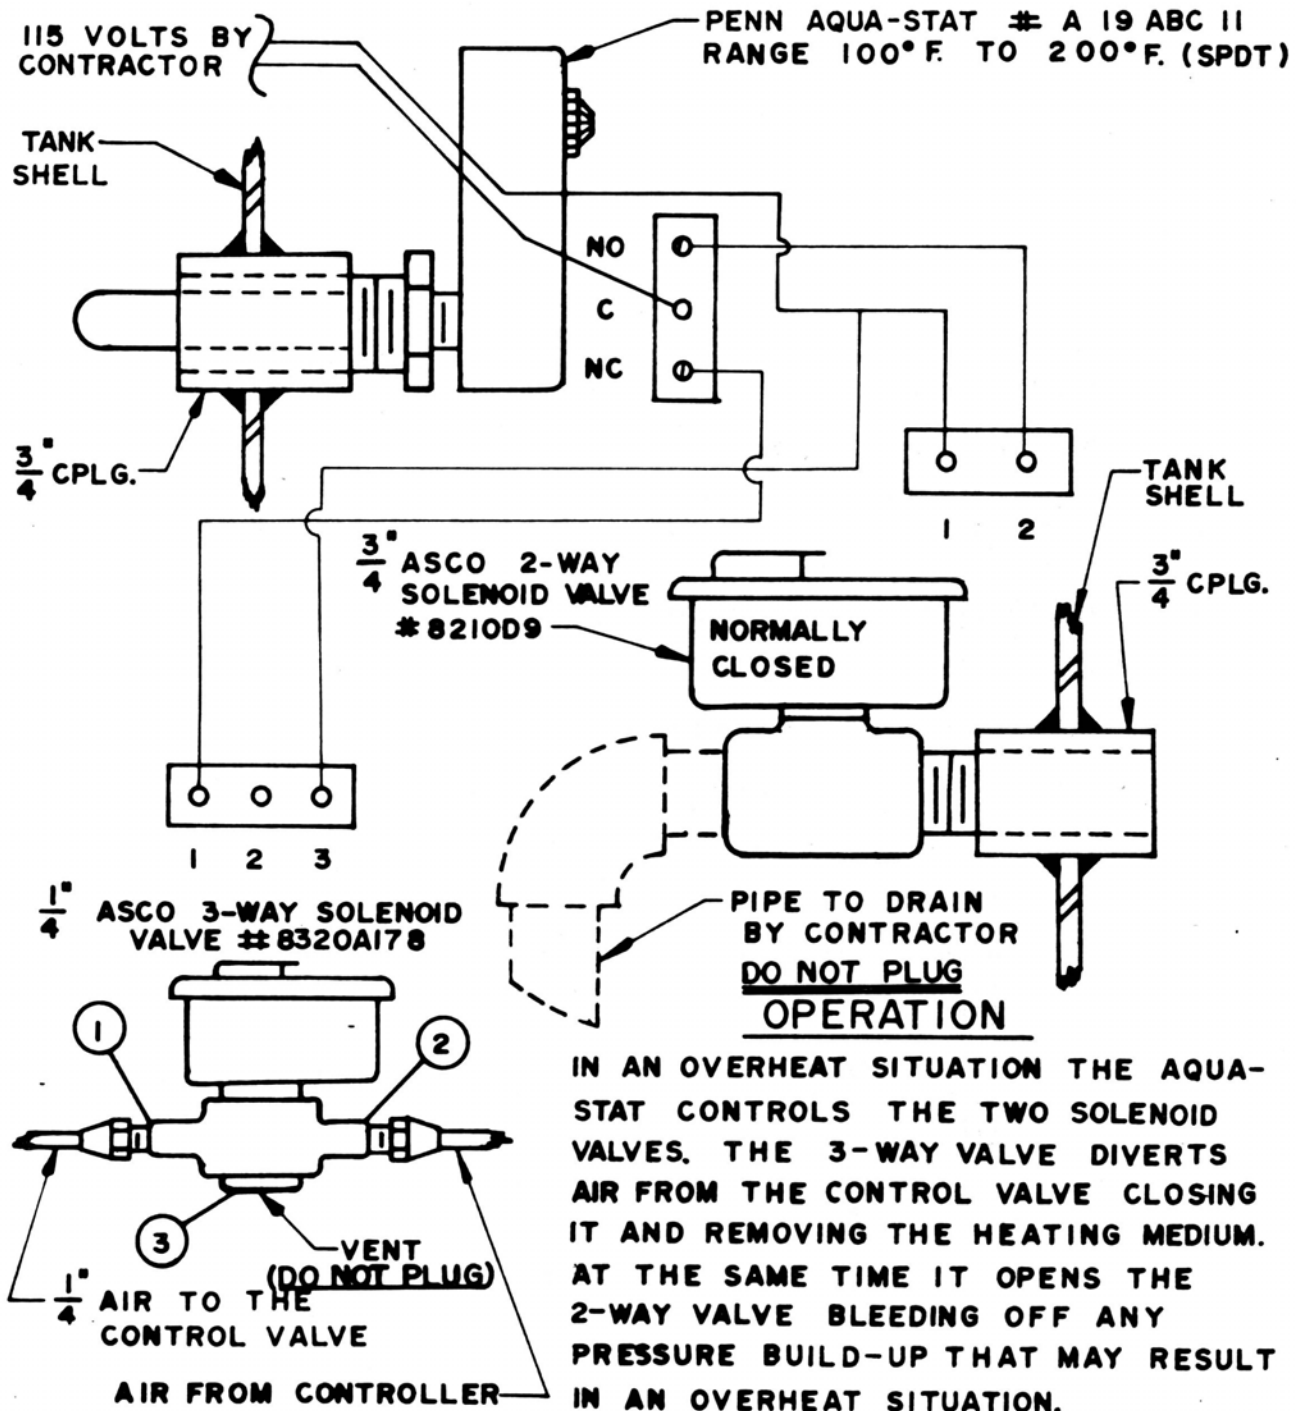 115 VOLTS BY
CONTRACTOR
PENN AQUA-STAT # A 19 ABC 11
RANGE 100°F. TO 200°F. (SPDT)
TANK
SHELL
NO
C
NC
3/4" CPLG.
1 2
TANK
SHELL
3/4" CPLG.
3/4" ASCO 2-WAY
SOLENOID VALVE
#8210D9
NORMALLY
CLOSED
1 2 3
1/4" ASCO 3-WAY SOLENOID
VALVE #8320A178
PIPE TO DRAIN
BY CONTRACTOR
DO NOT PLUG
1
2
3
VENT
(DO NOT PLUG)
1/4" AIR TO THE
CONTROL VALVE
AIR FROM CONTROLLER
OPERATION
IN AN OVERHEAT SITUATION THE AQUA-
STAT CONTROLS THE TWO SOLENOID
VALVES. THE 3-WAY VALVE DIVERTS
AIR FROM THE CONTROL VALVE CLOSING
IT AND REMOVING THE HEATING MEDIUM.
AT THE SAME TIME IT OPENS THE
2-WAY VALVE BLEEDING OFF ANY
PRESSURE BUILD-UP THAT MAY RESULT
IN AN OVERHEAT SITUATION.